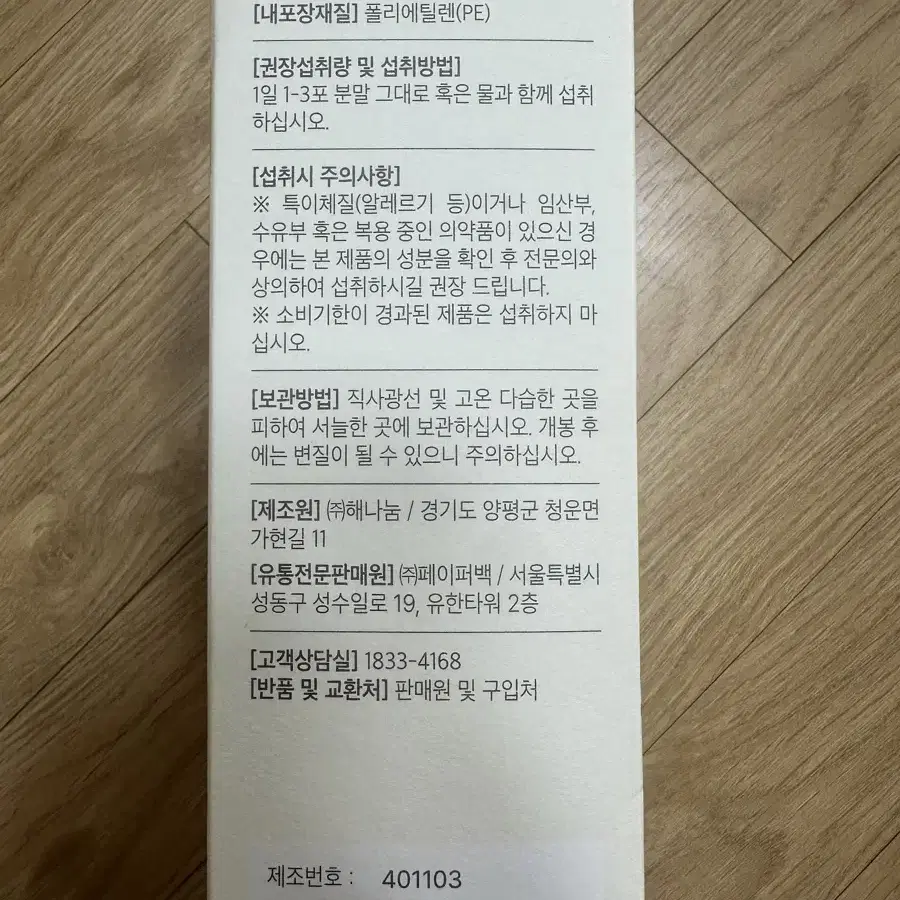 [내포장재질] 폴리에틸렌(PE)
[권장섭취량 및 섭취방법]
1일 1-3포 분말 그대로 혹은 물과 함께 섭취
하십시오.
[섭취시 주의사항]
※ 특이체질(알레르기 등)이거나 임산부,
수유부 혹은 복용 중인 의약품이 있으신 경
우에는 본 제품의 성분을 확인 후 전문의와
상의하여 섭취하시길 권장 드립니다.
※ 소비기한이 경과된 제품은 섭취하지 마
십시오.
[보관방법] 직사광선 및 고온 다습한 곳을
피하여 서늘한 곳에 보관하십시오. 개봉 후
에는 변질이 될 수 있으니 주의하십시오.
[제조원] ㈜해나눔 / 경기도 양평군 청운면
가현길 11
[유통전문판매원] ㈜페이퍼백 / 서울특별시
성동구 성수일로 19, 유한타워 2층
[고객상담실] 1833-4168
[반품 및 교환처] 판매원 및 구입처
제조번호 : 401103